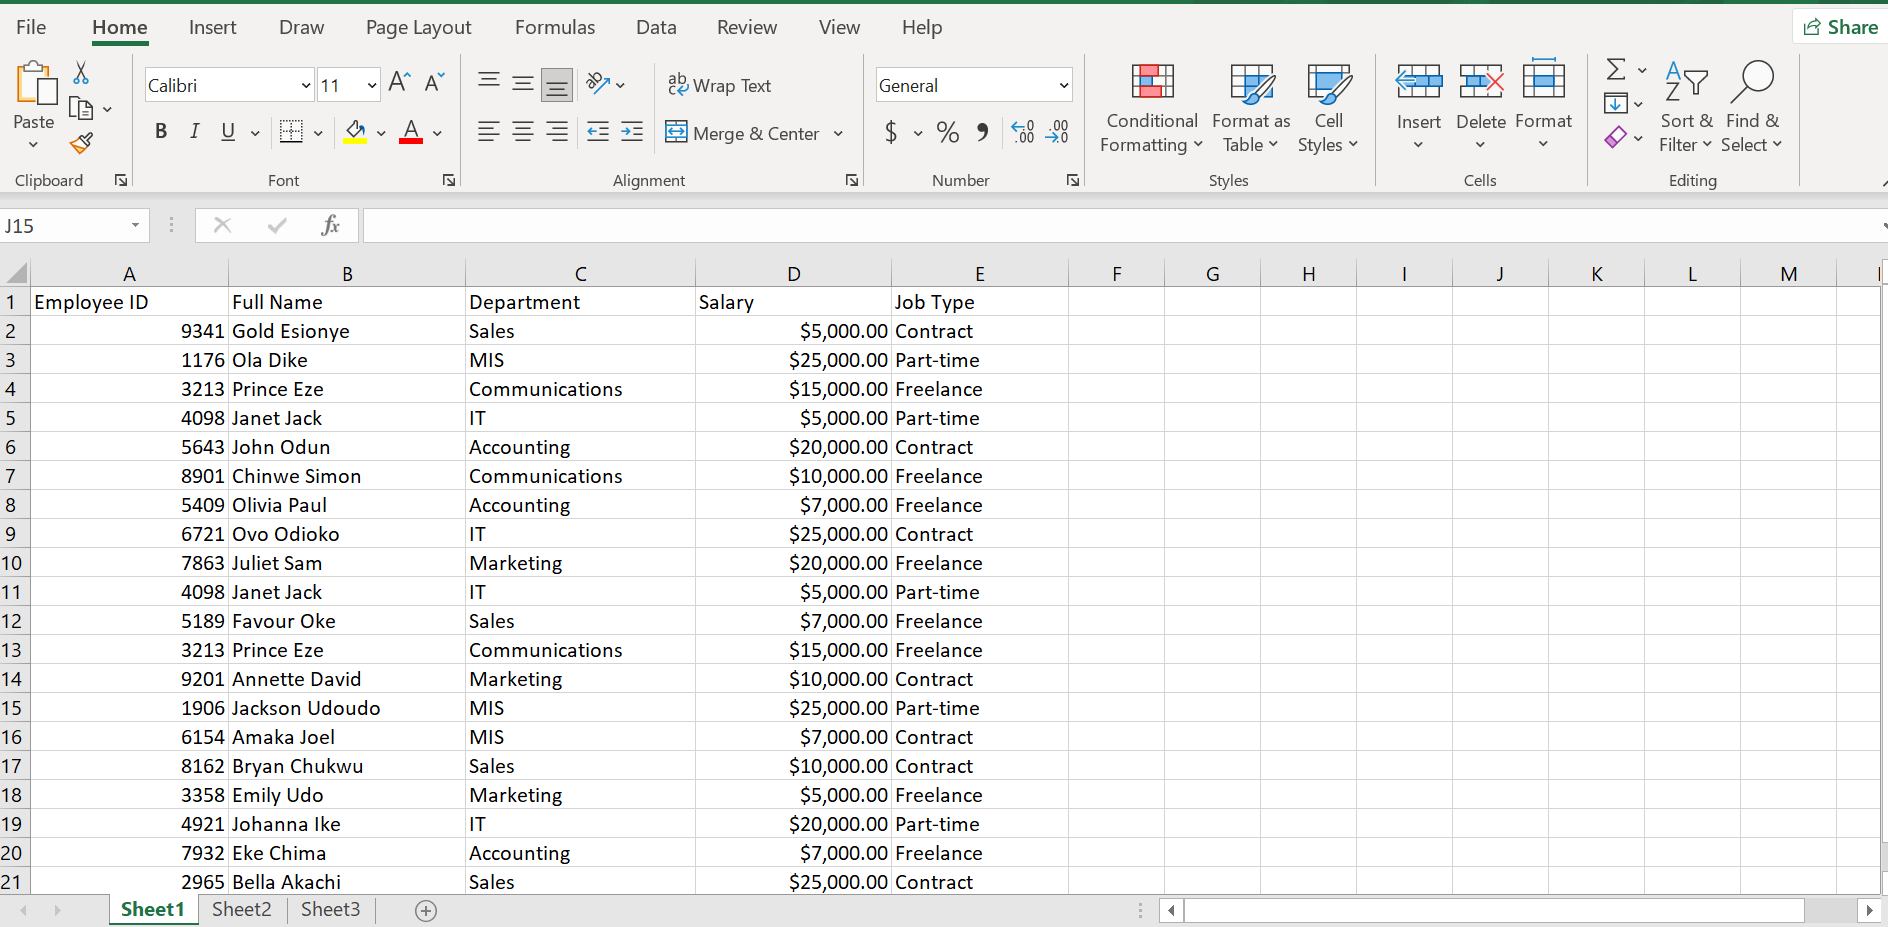 File Home Insert Draw Page Layout Formulas Data Review View Help Share
Calibri 11 ab Wrap Text General
Paste B I U A Merge & Center $ % , Conditional Formatting Format as Table Cell Styles Insert Delete Format Sort & Filter Find & Select
Clipboard Font Alignment Number Styles Cells Editing
J15 fx
A B C D E F G H I J K L M
1 Employee ID Full Name Department Salary Job Type
2 9341 Gold Esionye Sales $5,000.00 Contract
3 1176 Ola Dike MIS $25,000.00 Part-time
4 3213 Prince Eze Communications $15,000.00 Freelance
5 4098 Janet Jack IT $5,000.00 Part-time
6 5643 John Odun Accounting $20,000.00 Contract
7 8901 Chinwe Simon Communications $10,000.00 Freelance
8 5409 Olivia Paul Accounting $7,000.00 Freelance
9 6721 Ovo Odioko IT $25,000.00 Contract
10 7863 Juliet Sam Marketing $20,000.00 Freelance
11 4098 Janet Jack IT $5,000.00 Part-time
12 5189 Favour Oke Sales $7,000.00 Freelance
13 3213 Prince Eze Communications $15,000.00 Freelance
14 9201 Annette David Marketing $10,000.00 Contract
15 1906 Jackson Udoudo MIS $25,000.00 Part-time
16 6154 Amaka Joel MIS $7,000.00 Contract
17 8162 Bryan Chukwu Sales $10,000.00 Contract
18 3358 Emily Udo Marketing $5,000.00 Freelance
19 4921 Johanna Ike IT $20,000.00 Part-time
20 7932 Eke Chima Accounting $7,000.00 Freelance
21 2965 Bella Akachi Sales $25,000.00 Contract
Sheet1 Sheet2 Sheet3